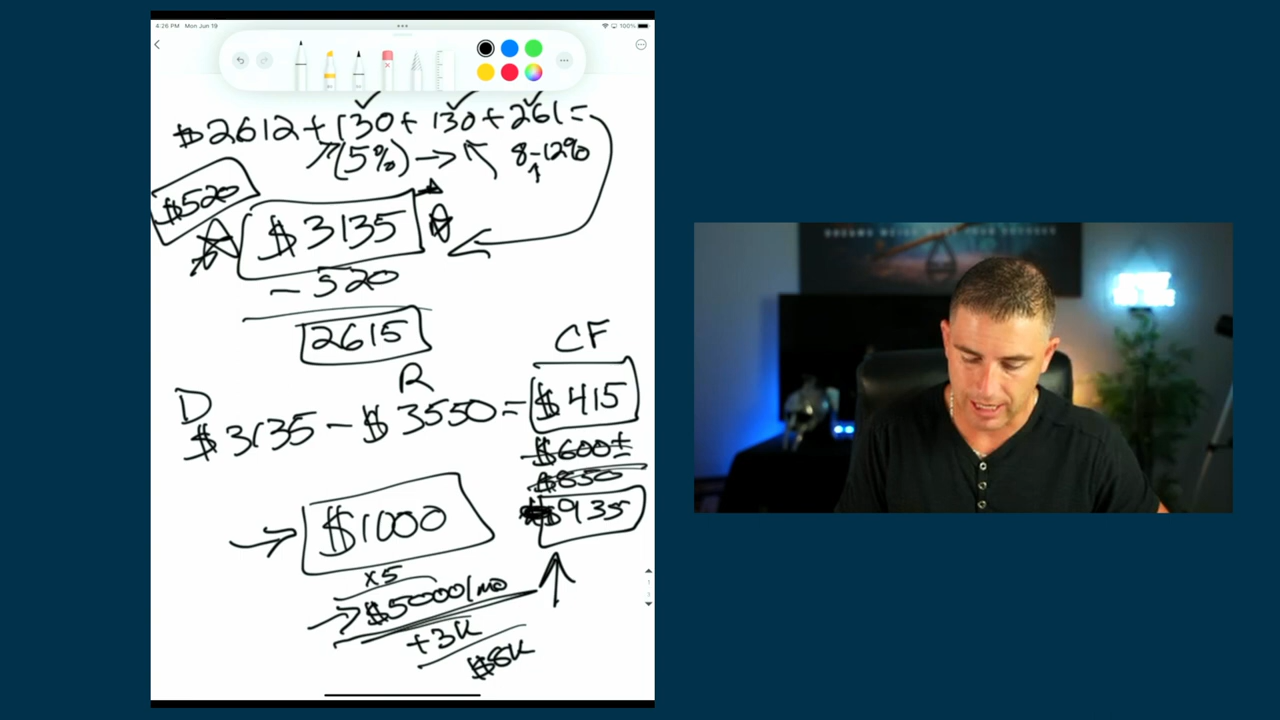 4:26 PM Mon Jun 19
100%
$2612 + 130 + 130 + 261 =
(5%) → 8-12%
$520
$3135
- 520
2615
CF
R
D
$3135 - $3550 = $415
$600±
$850
$935
$1000
x5
$5000/mo
+3K
$8K